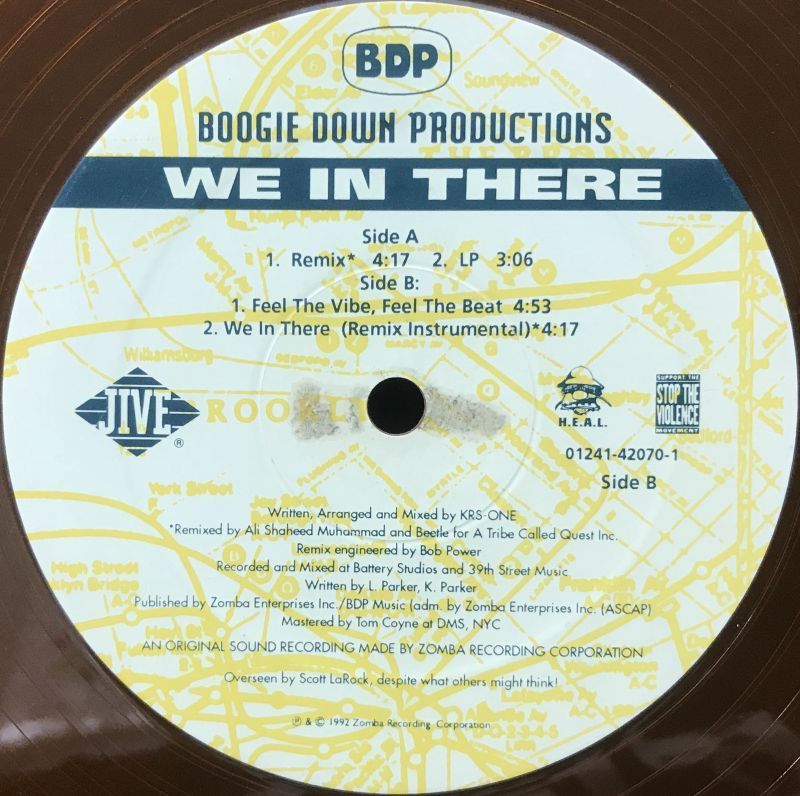 BDP
BOOGIE DOWN PRODUCTIONS
WE IN THERE
Side A
1. Remix* 4:17 2. LP 3:06
Side B:
1. Feel The Vibe, Feel The Beat 4:53
2. We In There (Remix Instrumental)*4:17
Soundview
Williamsburg
JIVE
®
H.E.A.L.
SUPPORT THE
STOP THE
VIOLENCE
MOVEMENT
01241-42070-1
Side B
York Street
High Street
Written, Arranged and Mixed by KRS-ONE
*Remixed by Ali Shaheed Muhammad and Beetle for A Tribe Called Quest Inc.
Remix engineered by Bob Power
Recorded and Mixed at Battery Studios and 39th Street Music
Written by L. Parker, K. Parker
Published by Zomba Enterprises Inc./BDP Music (adm. by Zomba Enterprises Inc. (ASCAP)
Mastered by Tom Coyne at DMS, NYC
AN ORIGINAL SOUND RECORDING MADE BY ZOMBA RECORDING CORPORATION
Overseen by Scott LaRock, despite what others might think!
℗ & © 1992 Zomba Recording Corporation